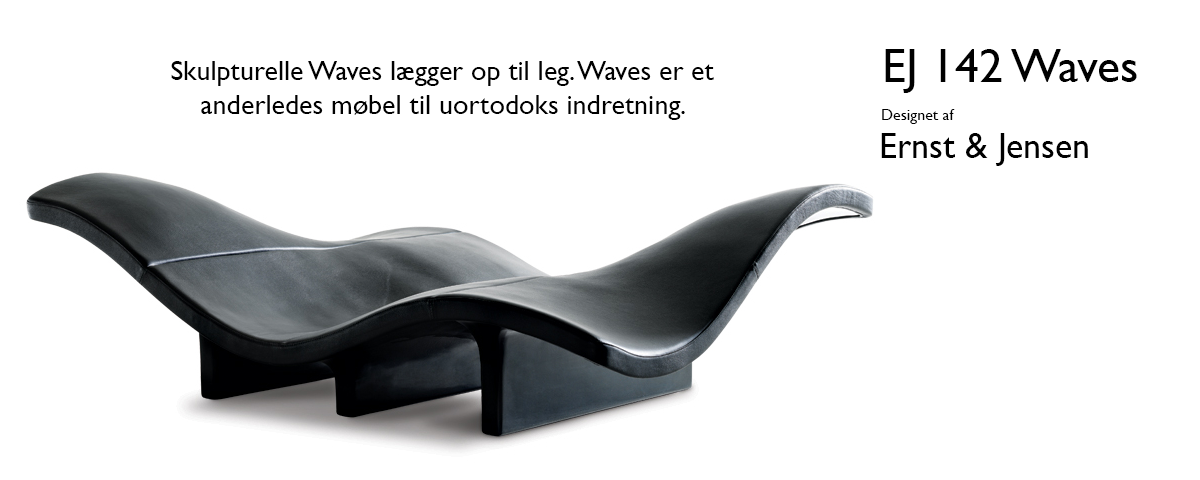 Skulpturelle Waves lægger op til leg. Waves er et
anderledes møbel til uortodoks indretning.
EJ 142 Waves
Designet af
Ernst & Jensen